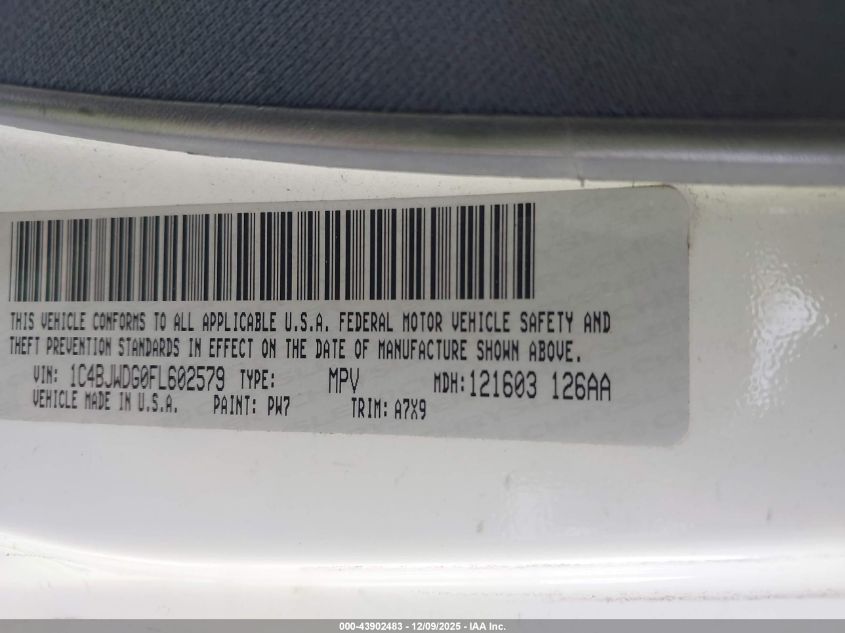 THIS VEHICLE CONFORMS TO ALL APPLICABLE U.S.A. FEDERAL MOTOR VEHICLE SAFETY AND
THEFT PREVENTION STANDARDS IN EFFECT ON THE DATE OF MANUFACTURE SHOWN ABOVE.
VIN: 1C4BJWDG0FL602579 TYPE: MPV MDH:121603 126AA
VEHICLE MADE IN U.S.A. PAINT: PW7 TRIM: A7X9
000-43902483 - 12/09/2025 - IAA Inc.